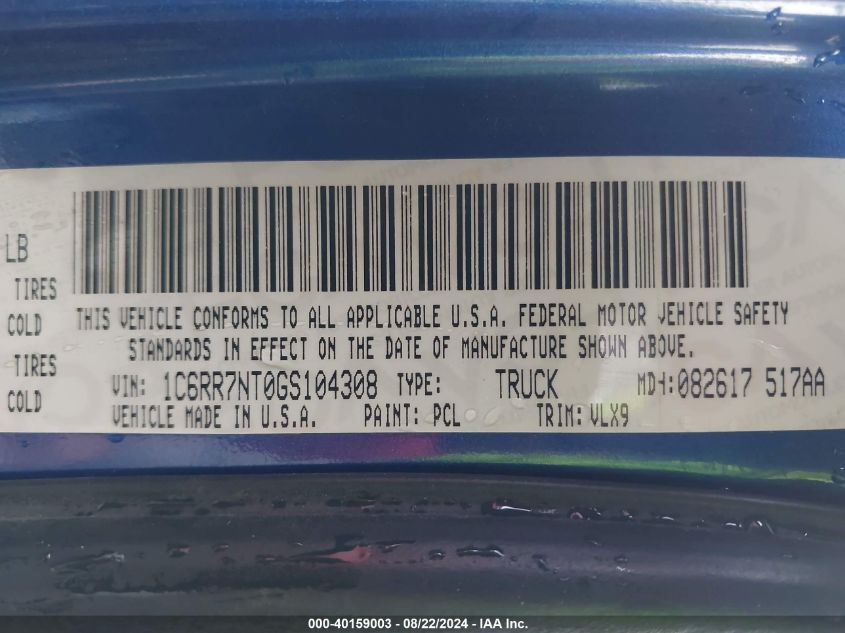 LB
TIRES
COLD
TIRES
COLD
THIS VEHICLE CONFORMS TO ALL APPLICABLE U.S.A. FEDERAL MOTOR VEHICLE SAFETY
STANDARDS IN EFFECT ON THE DATE OF MANUFACTURE SHOWN ABOVE.
VIN: 1C6RR7NT0GS104308 TYPE: TRUCK MDH:082617 517AA
VEHICLE MADE IN U.S.A. PAINT: PCL TRIM: VLX9
000-40159003 - 08/22/2024 - IAA Inc.